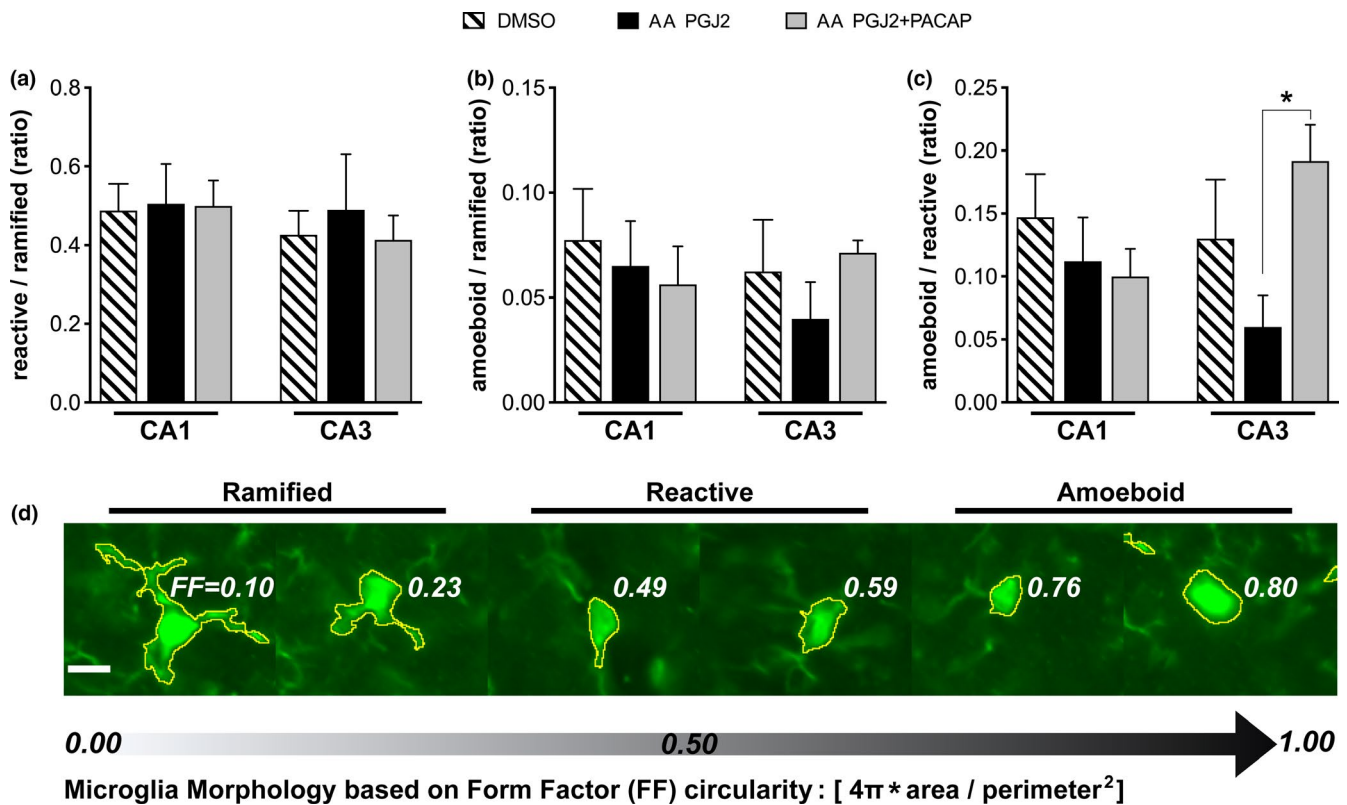 DMSO AA PGJ2 AA PGJ2+PACAP
(a)
reactive / ramified (ratio)
0.8
0.6
0.4
0.2
0.0
CA1 CA3
(b)
amoeboid / ramified (ratio)
0.15
0.10
0.05
0.00
CA1 CA3
(c)
amoeboid / reactive (ratio)
0.25
0.20
0.15
0.10
0.05
0.00
*
CA1 CA3
(d)
Ramified Reactive Amoeboid
FF=0.10 0.23 0.49 0.59 0.76 0.80
0.00 0.50 1.00
Microglia Morphology based on Form Factor (FF) circularity : [ 4π * area / perimeter²]